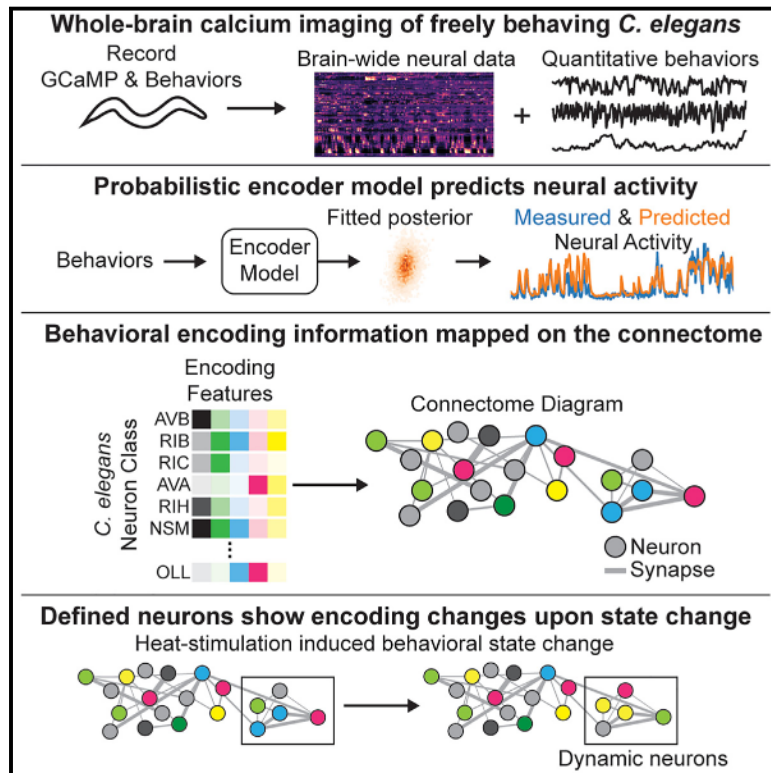 Whole-brain calcium imaging of freely behaving C. elegans
Record
GCaMP & Behaviors
Brain-wide neural data
+
Quantitative behaviors
Probabilistic encoder model predicts neural activity
Behaviors
Encoder
Model
Fitted posterior
Measured & Predicted
Neural Activity
Behavioral encoding information mapped on the connectome
Encoding
Features
C. elegans
Neuron Class
AVB
RIB
RIC
AVA
RIH
NSM
⋮
OLL
Connectome Diagram
Neuron
Synapse
Defined neurons show encoding changes upon state change
Heat-stimulation induced behavioral state change
Dynamic neurons